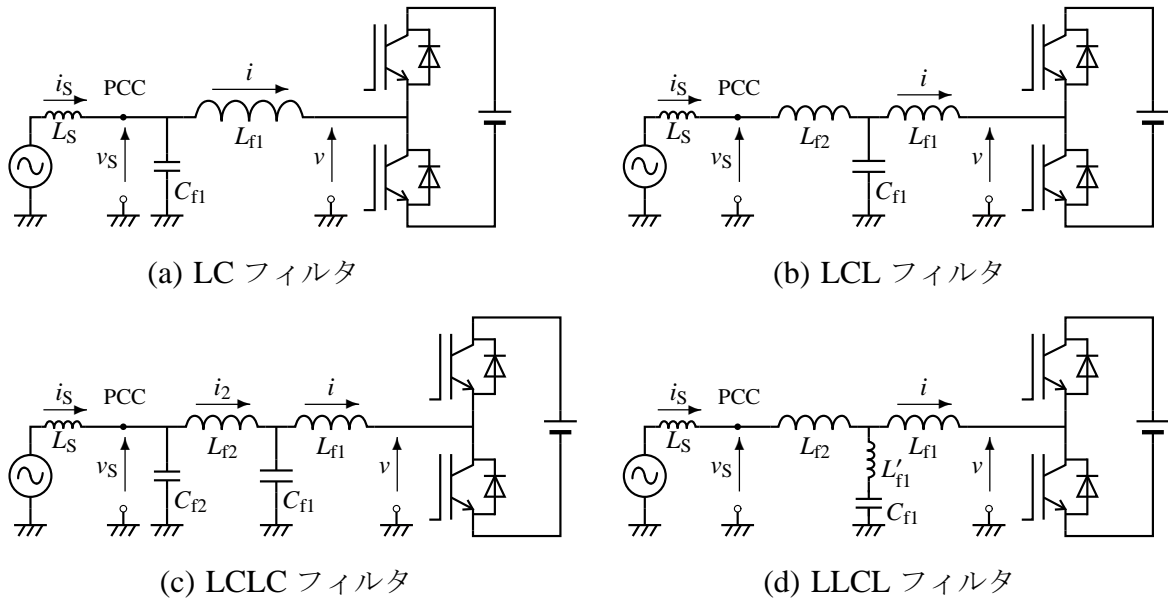 i_S PCC i
L_S v_S C_f1 L_f1 v
(a) LC フィルタ
i_S PCC i
L_S v_S L_f2 C_f1 L_f1 v
(b) LCL フィルタ
i_S PCC i_2 i
L_S v_S C_f2 L_f2 C_f1 L_f1 v
(c) LCLC フィルタ
i_S PCC i
L_S v_S L_f2 L′_f1 C_f1 L_f1 v
(d) LLCL フィルタ